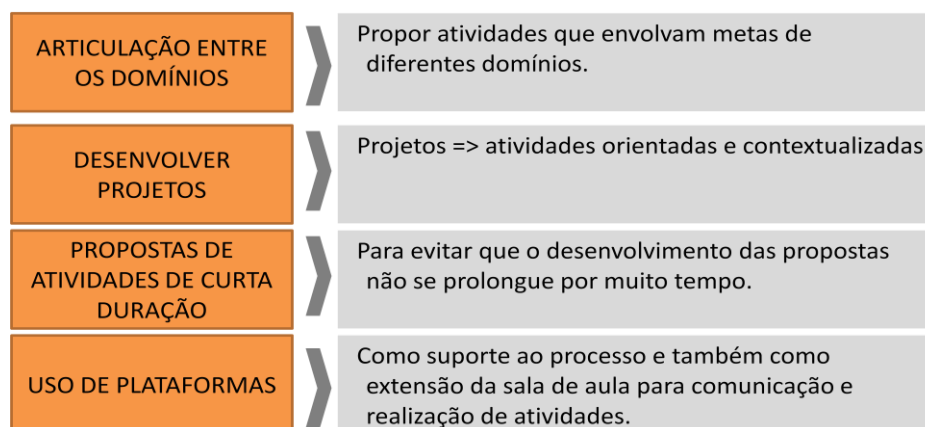 ARTICULAÇÃO ENTRE
OS DOMÍNIOS
Propor atividades que envolvam metas de
diferentes domínios.
DESENVOLVER
PROJETOS
Projetos => atividades orientadas e contextualizadas
PROPOSTAS DE
ATIVIDADES DE CURTA
DURAÇÃO
Para evitar que o desenvolvimento das propostas
não se prolongue por muito tempo.
USO DE PLATAFORMAS
Como suporte ao processo e também como
extensão da sala de aula para comunicação e
realização de atividades.